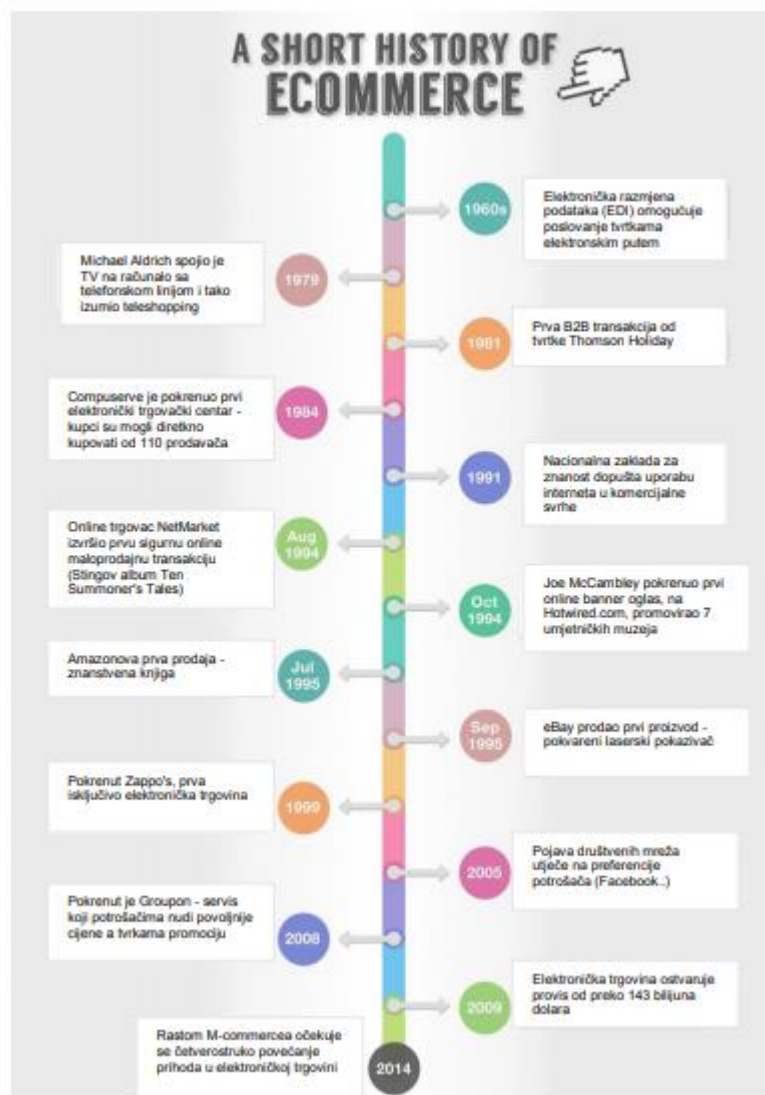 A SHORT HISTORY OF
ECOMMERCE
1960s
Elektronička razmjena
podataka (EDI) omogućuje
poslovanje tvrtkama
elektronskim putem
Michael Aldrich spojio je
TV na računalo sa
telefonskom linijom i tako
izumio teleshopping
1979
1981
Prva B2B transakcija od
tvrtke Thomson Holiday
Compuserve je pokrenuo prvi
elektronički trgovački centar -
kupci su mogli diretkno
kupovati od 110 prodavača
1984
1991
Nacionalna zaklada za
znanost dopušta uporabu
interneta u komercijalne
svrhe
Online trgovac NetMarket
izvršio prvu sigurnu online
maloprodajnu transakciju
(Stingov album Ten
Summoner's Tales)
Aug
1994
Oct
1994
Joe McCambley pokrenuo prvi
online banner oglas, na
Hotwired.com, promovirao 7
umjetničkih muzeja
Amazonova prva prodaja -
znanstvena knjiga
Jul
1995
Sep
1995
eBay prodao prvi proizvod -
pokvareni laserski pokazivač
Pokrenut Zappo's, prva
isključivo elektronička trgovina
1999
2005
Pojava društvenih mreža
utječe na preferencije
potrošača (Facebook..)
Pokrenut je Groupon - servis
koji potrošačima nudi povoljnije
cijene a tvrkama promociju
2008
2009
Elektronička trgovina ostvaruje
provis od preko 143 bilijuna
dolara
Rastom M-commercea očekuje
se četverostruko povećanje
prihoda u elektroničkoj trgovini
2014